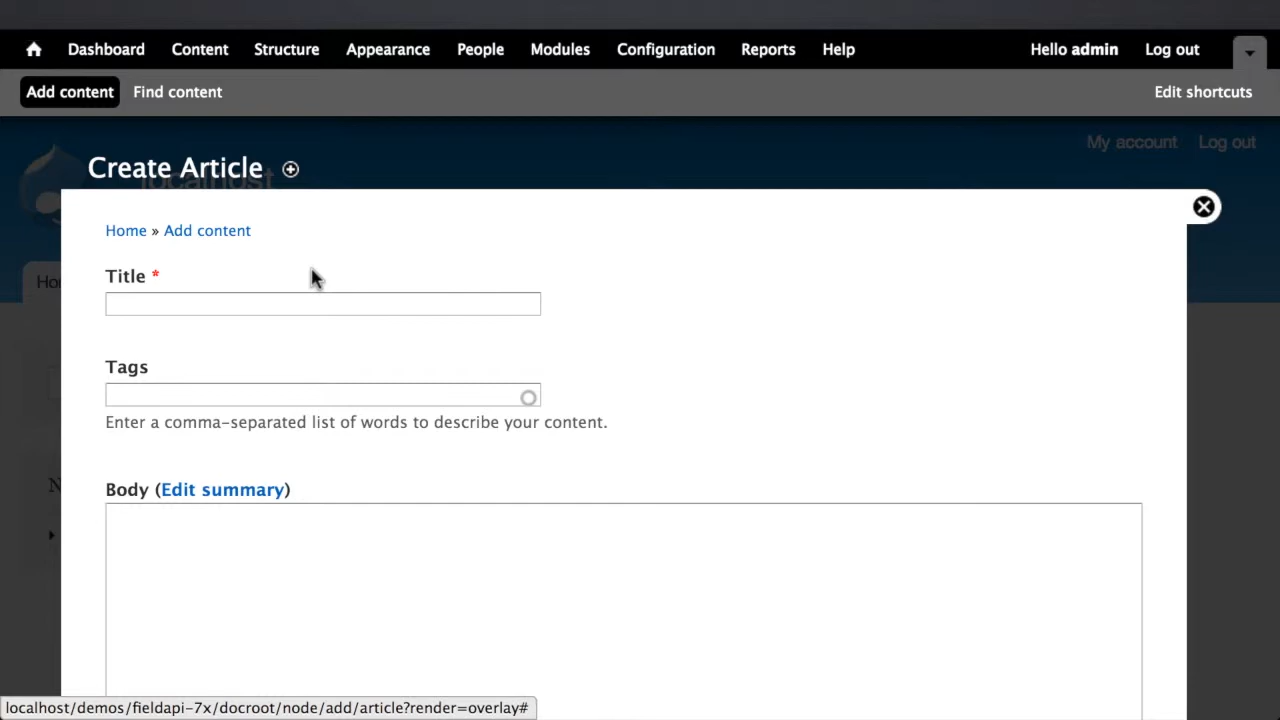 Dashboard Content Structure Appearance People Modules Configuration Reports Help Hello admin Log out
Add content Find content Edit shortcuts
My account Log out
Create Article
localhost
Home » Add content
Title *
Tags
Enter a comma-separated list of words to describe your content.
Body (Edit summary)
localhost/demos/fieldapi-7x/docroot/node/add/article?render=overlay#